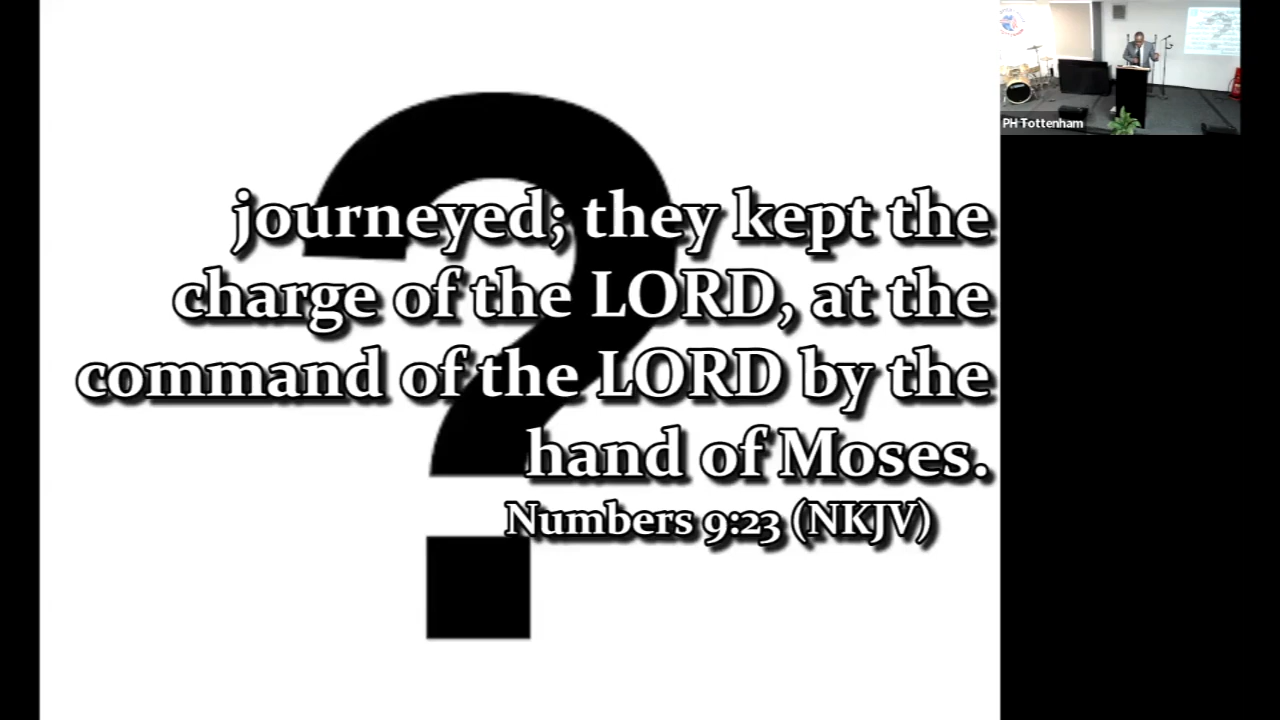 journeyed; they kept the
charge of the LORD, at the
command of the LORD by the
hand of Moses.
Numbers 9:23 (NKJV)
PH Tottenham